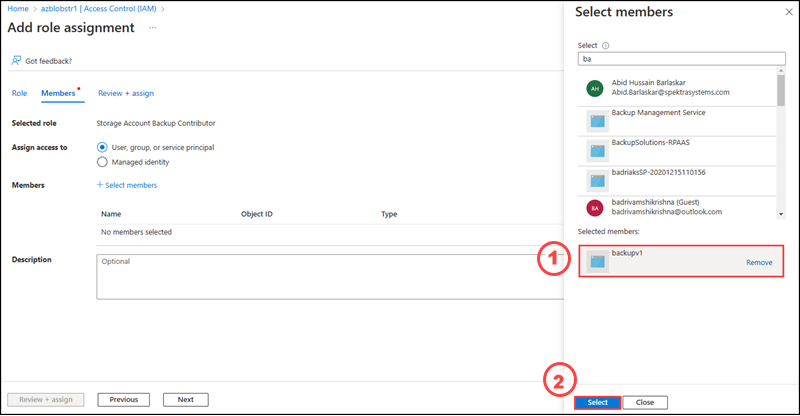 Home > azblobstr1 | Access Control (IAM) >
Add role assignment ...
Got feedback?
Role Members Review + assign
Selected role Storage Account Backup Contributor
Assign access to User, group, or service principal
Managed identity
Members + Select members
Name Object ID Type
No members selected
Description Optional
Review + assign Previous Next
Select members
Select
ba
AH Abid Hussain Barlaskar
Abid.Barlaskar@spektrasystems.com
Backup Management Service
BackupSolutions-RPAAS
badriaksSP-20201215110156
BA badrivamshikrishna (Guest)
badrivamshikrishna@outlook.com
Selected members:
1
backupv1
Remove
2
Select Close